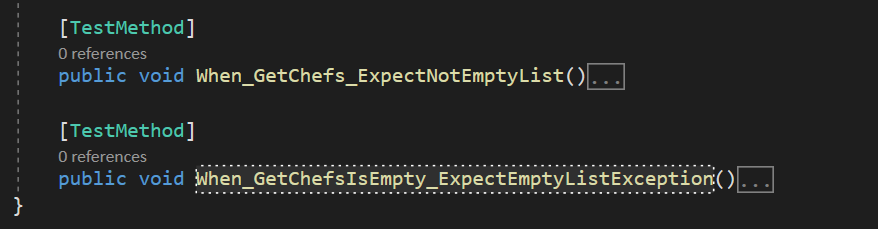 [TestMethod]
0 references
public void When_GetChefs_ExpectNotEmptyList()...
[TestMethod]
0 references
public void When_GetChefsIsEmpty_ExpectEmptyListException()...
}